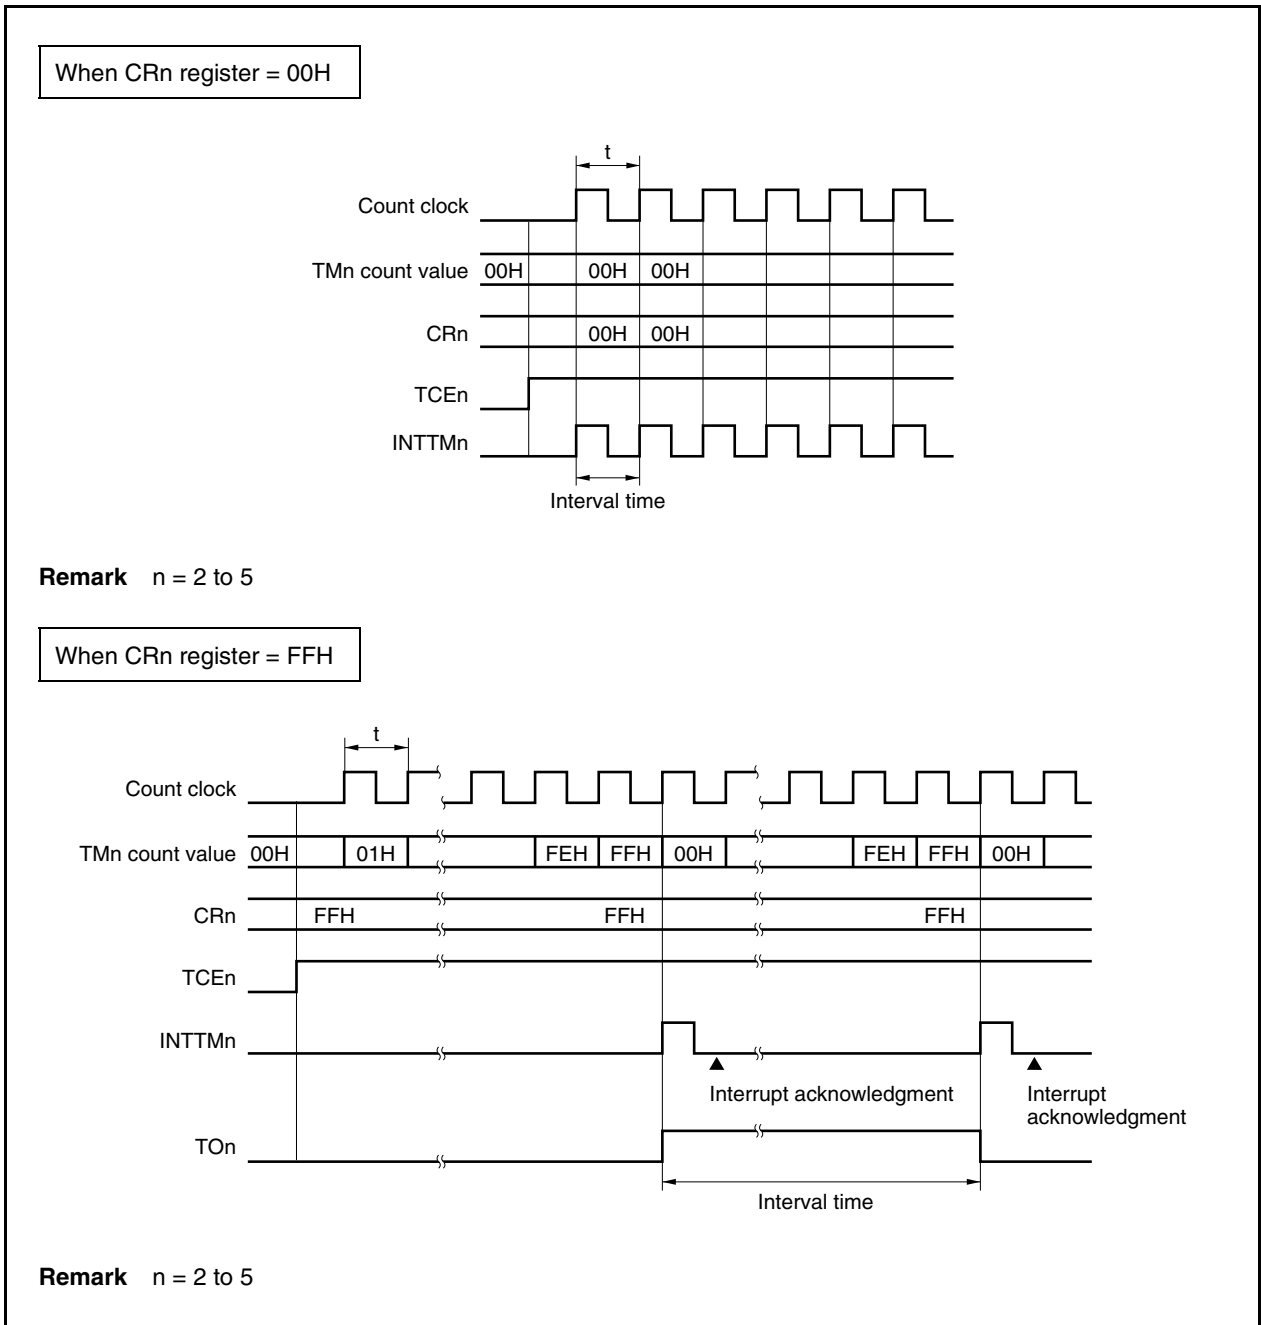 When CRn register = 00H
t
Count clock
TMn count value 00H 00H 00H
CRn 00H 00H
TCEn
INTTMn
Interval time
Remark n = 2 to 5
When CRn register = FFH
t
Count clock
TMn count value 00H 01H FEH FFH 00H FEH FFH 00H
CRn FFH FFH FFH
TCEn
INTTMn
Interrupt acknowledgment
Interrupt
acknowledgment
TOn
Interval time
Remark n = 2 to 5